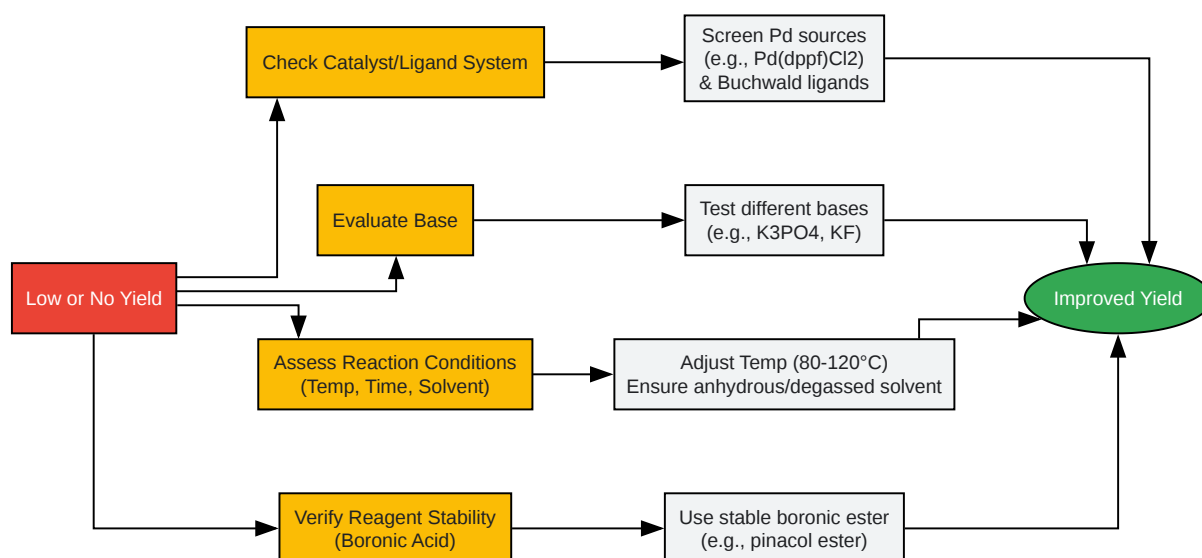 Check Catalyst/Ligand System
Screen Pd sources
(e.g., Pd(dppf)Cl2)
& Buchwald ligands
Evaluate Base
Test different bases
(e.g., K3PO4, KF)
Low or No Yield
Improved Yield
Assess Reaction Conditions
(Temp, Time, Solvent)
Adjust Temp (80-120°C)
Ensure anhydrous/degassed solvent
Verify Reagent Stability
(Boronic Acid)
Use stable boronic ester
(e.g., pinacol ester)